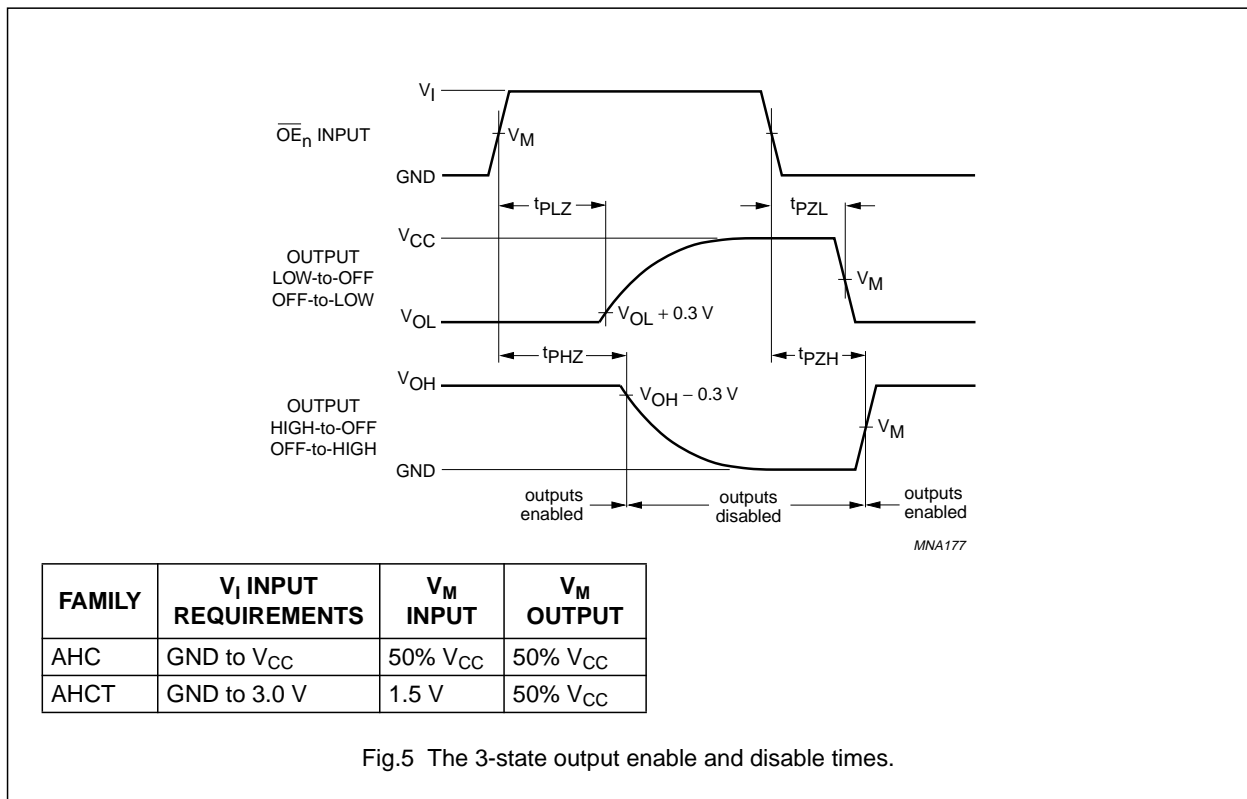 V_I
OE_n INPUT
V_M
GND
t_PLZ
t_PZL
V_CC
OUTPUT
LOW-to-OFF
OFF-to-LOW
V_M
V_OL
V_OL + 0.3 V
t_PHZ
t_PZH
V_OH
V_OH − 0.3 V
OUTPUT
HIGH-to-OFF
OFF-to-HIGH
V_M
GND
outputs
enabled
outputs
disabled
outputs
enabled
MNA177
FAMILY V_I INPUT REQUIREMENTS V_M INPUT V_M OUTPUT
AHC GND to V_CC 50% V_CC 50% V_CC
AHCT GND to 3.0 V 1.5 V 50% V_CC
Fig.5 The 3-state output enable and disable times.